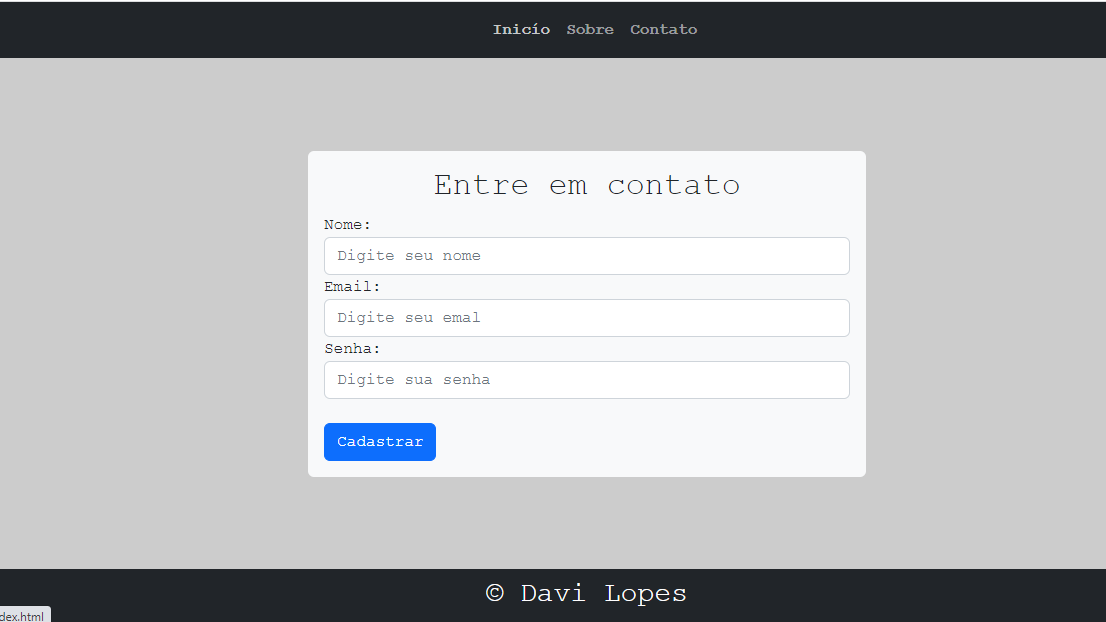 Inicío Sobre Contato
Entre em contato
Nome:
Digite seu nome
Email:
Digite seu emal
Senha:
Digite sua senha
Cadastrar
© Davi Lopes
dex.html